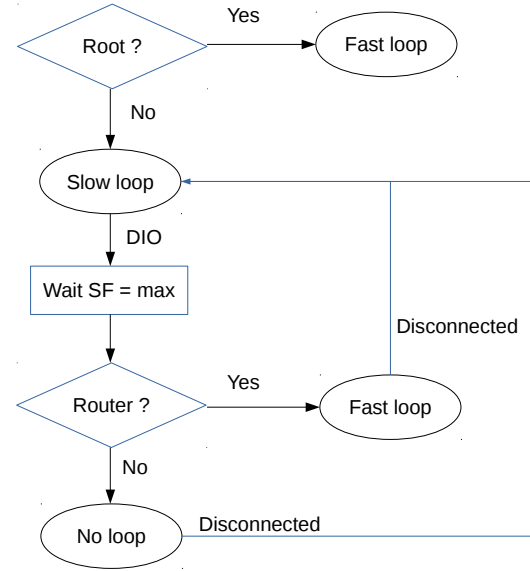 Yes
Root ?
Fast loop
No
Slow loop
DIO
Wait SF = max
Disconnected
Yes
Router ?
Fast loop
No
Disconnected
No loop